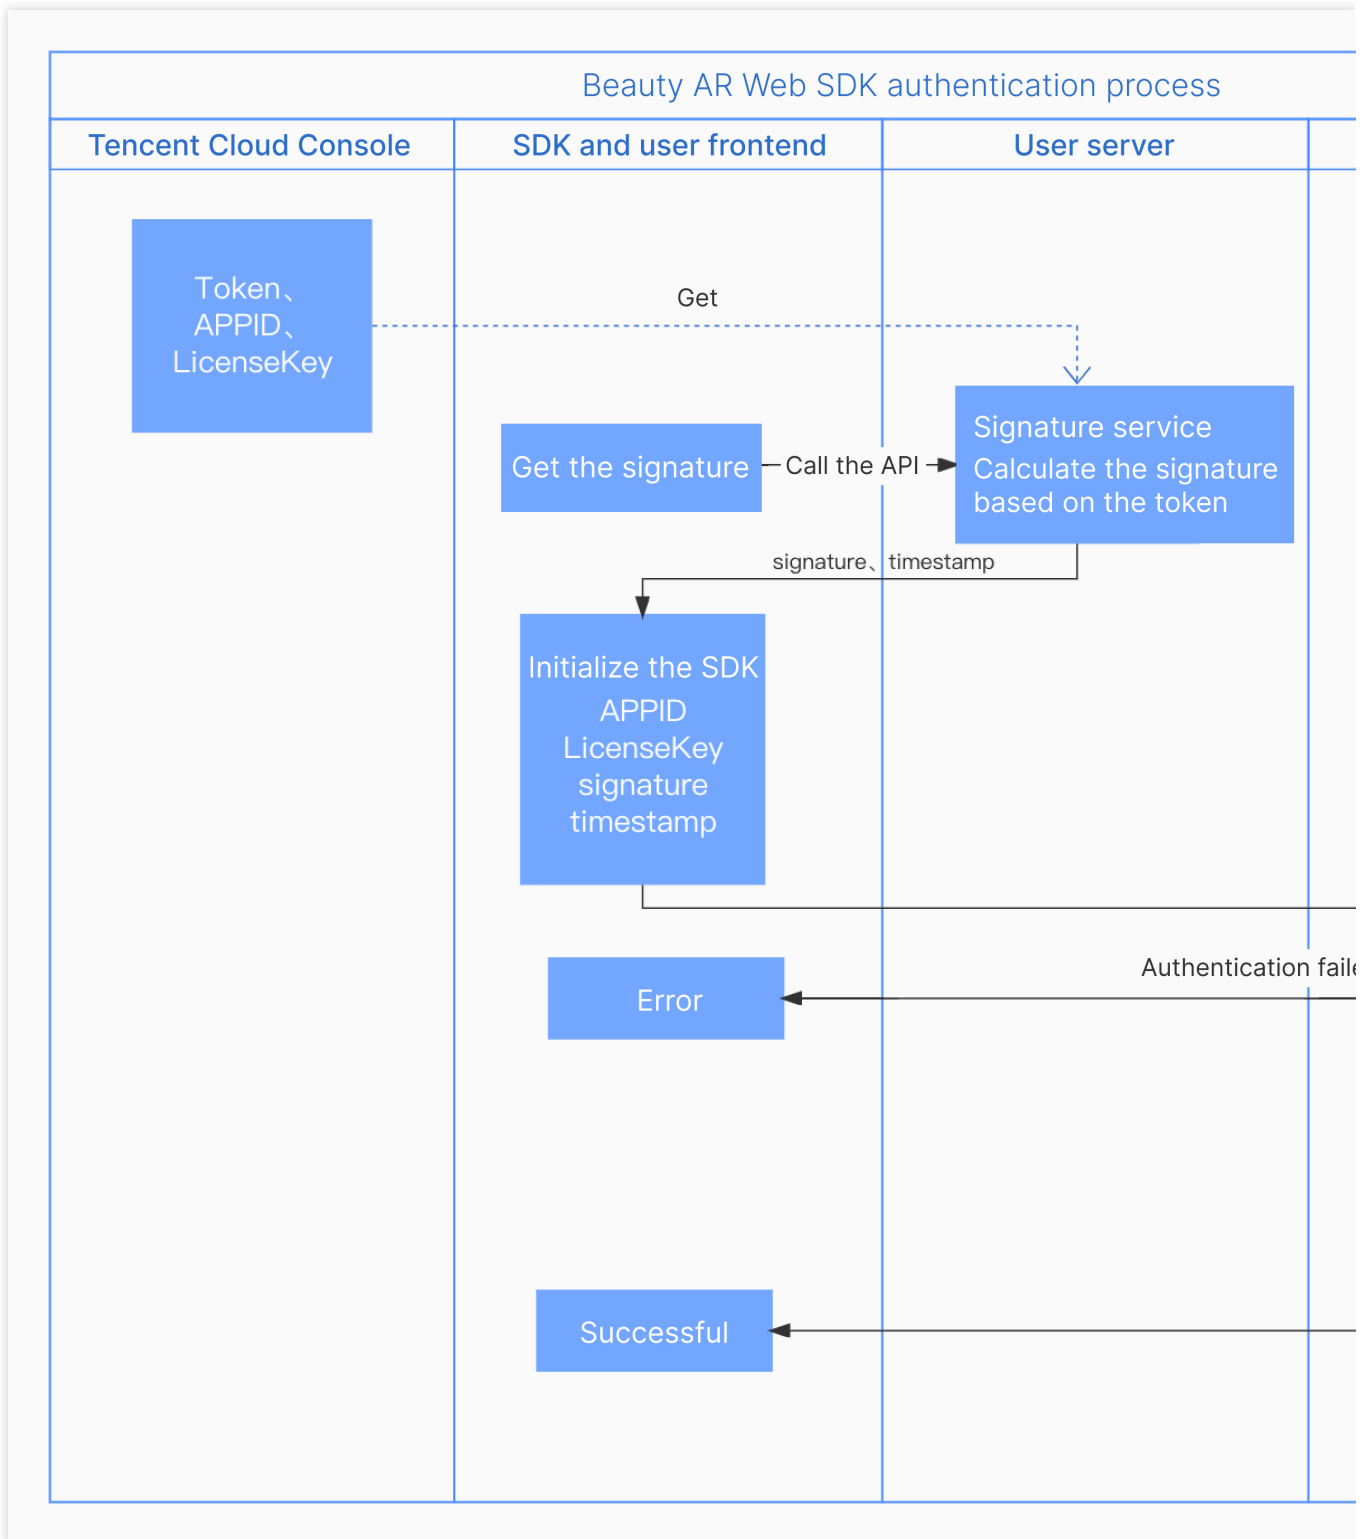 Beauty AR Web SDK authentication process
Tencent Cloud Console
SDK and user frontend
User server
Token、
APPID、
LicenseKey
Get
Get the signature
Call the API
Signature service
Calculate the signature
based on the token
signature、timestamp
Initialize the SDK
APPID
LicenseKey
signature
timestamp
Authentication
Error
Successful